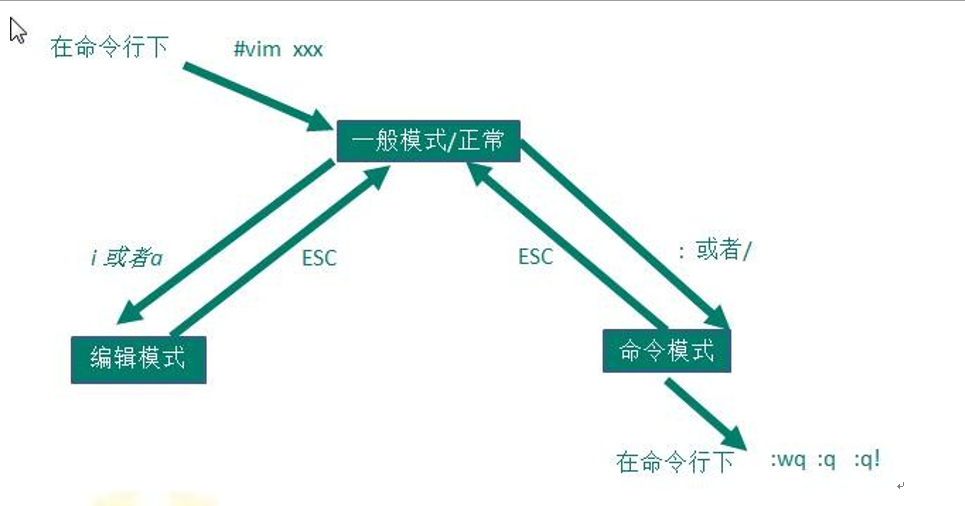 在命令行下 #vim xxx
一般模式/正常
i 或者a
ESC
ESC
: 或者/
编辑模式
命令模式
在命令行下 :wq :q :q!